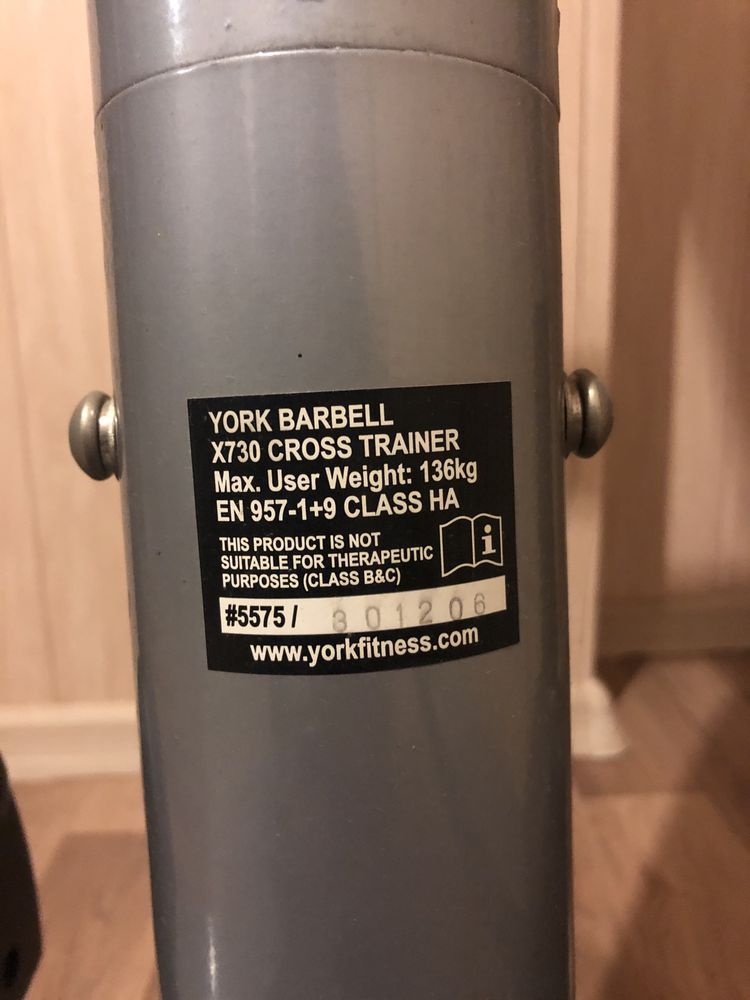 YORK BARBELL
X730 CROSS TRAINER
Max. User Weight: 136kg
EN 957-1+9 CLASS HA
THIS PRODUCT IS NOT
SUITABLE FOR THERAPEUTIC
PURPOSES (CLASS B&C)
i
#5575 / 301206
www.yorkfitness.com